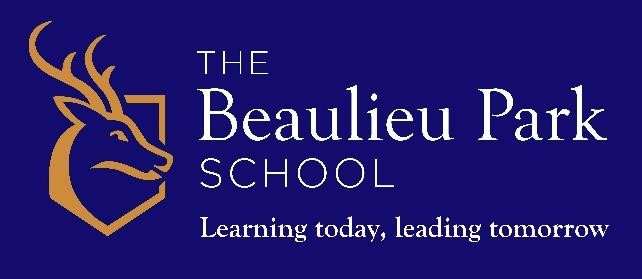 THE
Beaulieu Park
SCHOOL
Learning today, leading tomorrow